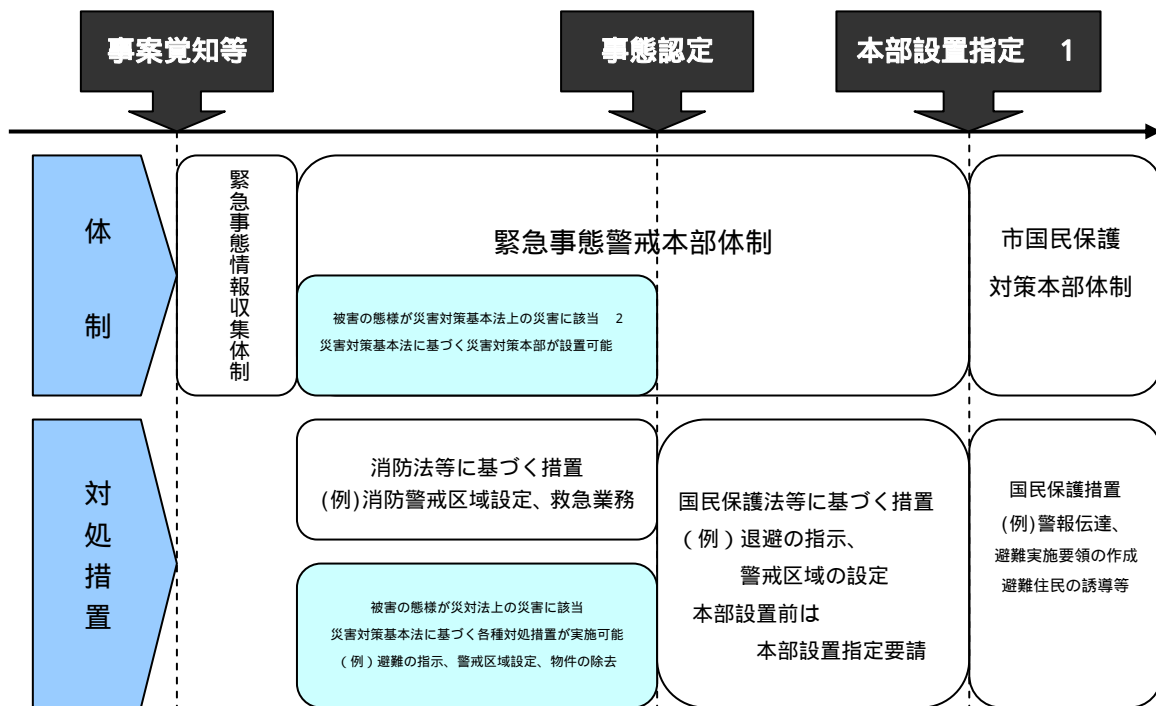 事案覚知等
事態認定
本部設置指定　1
体制
緊急事態情報収集体制
緊急事態警戒本部体制
被害の態様が災害対策基本法上の災害に該当　2
災害対策基本法に基づく災害対策本部が設置可能
市国民保護
対策本部体制
対処措置
消防法等に基づく措置
(例)消防警戒区域設定、救急業務
被害の態様が災対法上の災害に該当
災害対策基本法に基づく各種対処措置が実施可能
（例）避難の指示、警戒区域設定、物件の除去
国民保護法等に基づく措置
（例）退避の指示、
警戒区域の設定
本部設置前は
本部設置指定要請
国民保護措置
(例)警報伝達、
避難実施要領の作成
避難住民の誘導等